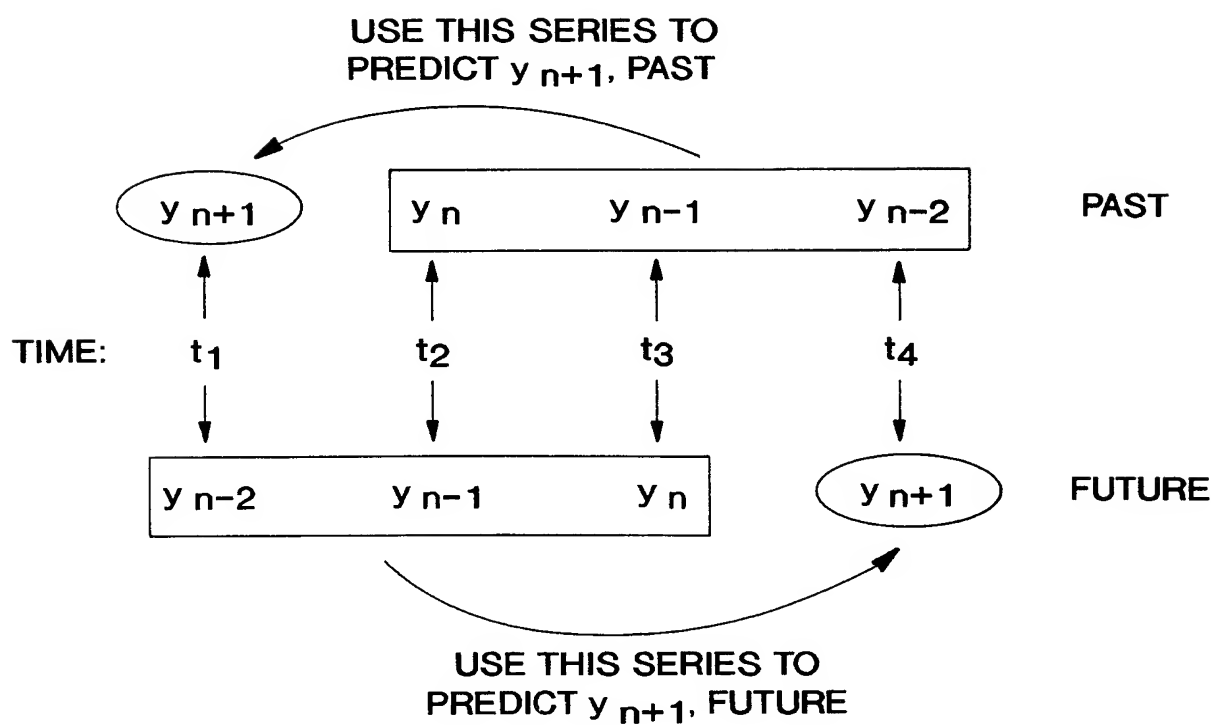 USE THIS SERIES TO
PREDICT y n+1, PAST
y n+1 y n y n-1 y n-2 PAST
TIME: t1 t2 t3 t4
y n-2 y n-1 y n y n+1 FUTURE
USE THIS SERIES TO
PREDICT y n+1, FUTURE